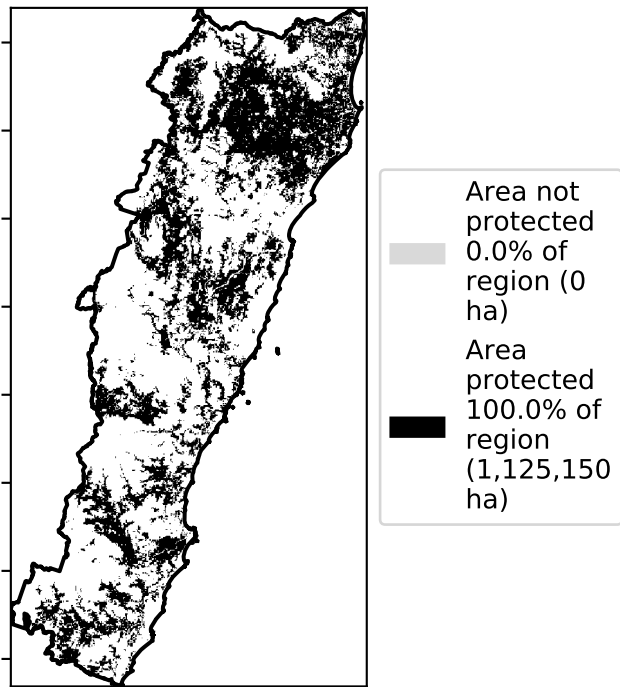 Area not
protected
0.0% of
region (0
ha)
Area
protected
100.0% of
region
(1,125,150
ha)